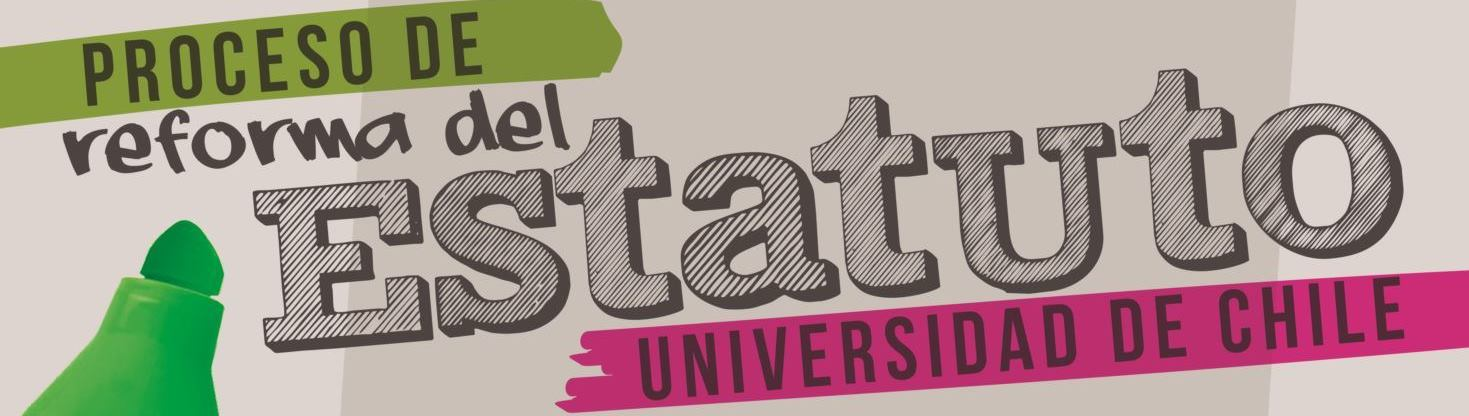 PROCESO DE
reforma del
Estatuto
UNIVERSIDAD DE CHILE